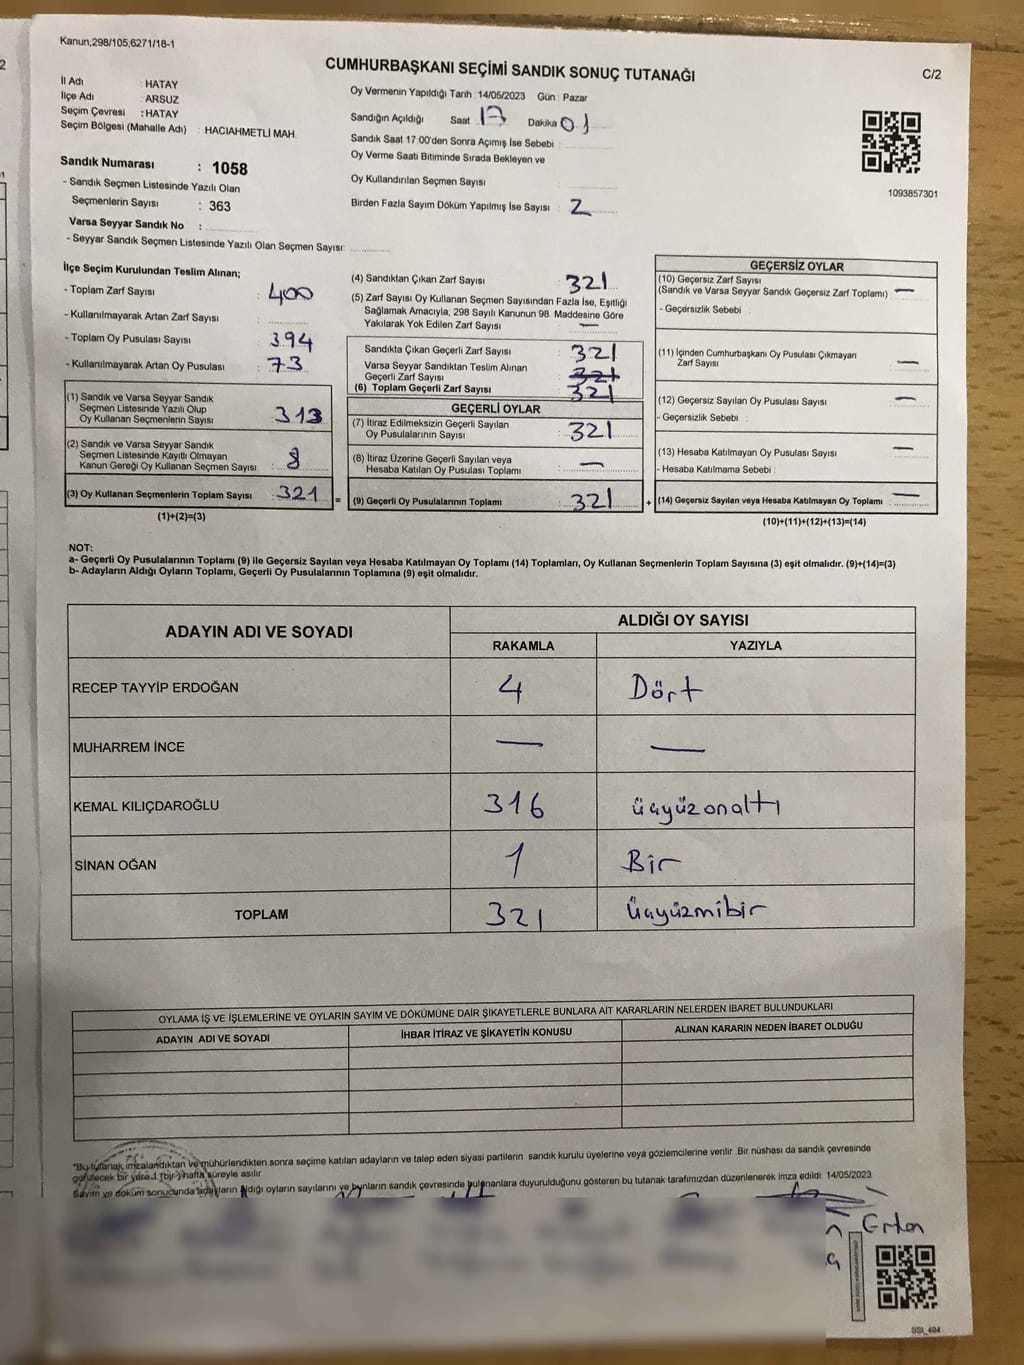 Kanun,298/105,6271/18-1
CUMHURBAŞKANI SEÇİMİ SANDIK SONUÇ TUTANAĞI
C/2
İl Adı : HATAY
İlçe Adı : ARSUZ
Seçim Çevresi : HATAY
Seçim Bölgesi (Mahalle Adı) : HACIAHMETLİ MAH.
Sandık Numarası : 1058
- Sandık Seçmen Listesinde Yazılı Olan
Seçmenlerin Sayısı : 363
Varsa Seyyar Sandık No :
- Seyyar Sandık Seçmen Listesinde Yazılı Olan Seçmen Sayısı:
Oy Vermenin Yapıldığı Tarih 14/05/2023 Gün : Pazar
Sandığın Açıldığı Saat 17 Dakika 01
Sandık Saat 17:00'den Sonra Açımış İse Sebebi :
Oy Verme Saati Bitiminde Sırada Bekleyen ve
Oy Kullandırılan Seçmen Sayısı
Birden Fazla Sayım Döküm Yapılmış İse Sayısı : 2
1093857301
İlçe Seçim Kurulundan Teslim Alınan;
- Toplam Zarf Sayısı : 400
- Kullanılmayarak Artan Zarf Sayısı :
- Toplam Oy Pusulası Sayısı : 394
- Kullanılmayarak Artan Oy Pusulası : 73
(1) Sandık ve Varsa Seyyar Sandık
Seçmen Listesinde Yazılı Olup
Oy Kullanan Seçmenlerin Sayısı : 313
(2) Sandık ve Varsa Seyyar Sandık
Seçmen Listesinde Kayıtlı Olmayan
Kanun Gereği Oy Kullanan Seçmen Sayısı : 8
(3) Oy Kullanan Seçmenlerin Toplam Sayısı : 321 =
(1)+(2)=(3)
(4) Sandıktan Çıkan Zarf Sayısı : 321
(5) Zarf Sayısı Oy Kullanan Seçmen Sayısından Fazla İse, Eşitliği
Sağlamak Amacıyla, 298 Sayılı Kanunun 98. Maddesine Göre
Yakılarak Yok Edilen Zarf Sayısı : —
Sandıkta Çıkan Geçerli Zarf Sayısı : 321
Varsa Seyyar Sandıktan Teslim Alınan
Geçerli Zarf Sayısı : 321
(6) Toplam Geçerli Zarf Sayısı : 321
GEÇERLİ OYLAR
(7) İtiraz Edilmeksizin Geçerli Sayılan
Oy Pusulalarının Sayısı : 321
(8) İtiraz Üzerine Geçerli Sayılan veya
Hesaba Katılan Oy Pusulası Toplamı : —
(9) Geçerli Oy Pusulalarının Toplamı : 321 +
GEÇERSİZ OYLAR
(10) Geçersiz Zarf Sayısı
(Sandık ve Varsa Seyyar Sandık Geçersiz Zarf Toplamı) : —
- Geçersizlik Sebebi :
(11) İçinden Cumhurbaşkanı Oy Pusulası Çıkmayan
Zarf Sayısı : —
(12) Geçersiz Sayılan Oy Pusulası Sayısı : —
- Geçersizlik Sebebi :
(13) Hesaba Katılmayan Oy Pusulası Sayısı : —
- Hesaba Katılmama Sebebi :
(14) Geçersiz Sayılan veya Hesaba Katılmayan Oy Toplamı : —
(10)+(11)+(12)+(13)=(14)
NOT:
a- Geçerli Oy Pusulalarının Toplamı (9) ile Geçersiz Sayılan veya Hesaba Katılmayan Oy Toplamı (14) Toplamları, Oy Kullanan Seçmenlerin Toplam Sayısına (3) eşit olmalıdır. (9)+(14)=(3)
b- Adayların Aldığı Oyların Toplamı, Geçerli Oy Pusulalarının Toplamına (9) eşit olmalıdır.
ADAYIN ADI VE SOYADI
ALDIĞI OY SAYISI
RAKAMLA YAZIYLA
RECEP TAYYİP ERDOĞAN 4 Dört
MUHARREM İNCE — —
KEMAL KILIÇDAROĞLU 316 üçyüzonaltı
SİNAN OĞAN 1 Bir
TOPLAM 321 üçyüzmibir
OYLAMA İŞ VE İŞLEMLERİNE VE OYLARIN SAYIM VE DÖKÜMÜNE DAİR ŞİKAYETLERLE BUNLARA AİT KARARLARIN NELERDEN İBARET BULUNDUKLARI
ADAYIN ADI VE SOYADI İHBAR İTİRAZ VE ŞİKAYETİN KONUSU ALINAN KARARIN NEDEN İBARET OLDUĞU
*Bu tutanak, imzalandıktan ve mühürlendikten sonra seçime katılan adayların ve talep eden siyasi partilerin sandık kurulu üyelerine veya gözlemcilerine verilir. Bir nüshası da sandık çevresinde
görülecek bir yere 1 (bir) hafta süreyle asılır.
Sayım ve döküm sonucunda adayların aldığı oyların sayılarını ve bunların sandık çevresinde bulunanlara duyurulduğunu gösteren bu tutanak tarafımızdan düzenlenerek imza edildi. 14/05/2023
SSI_404